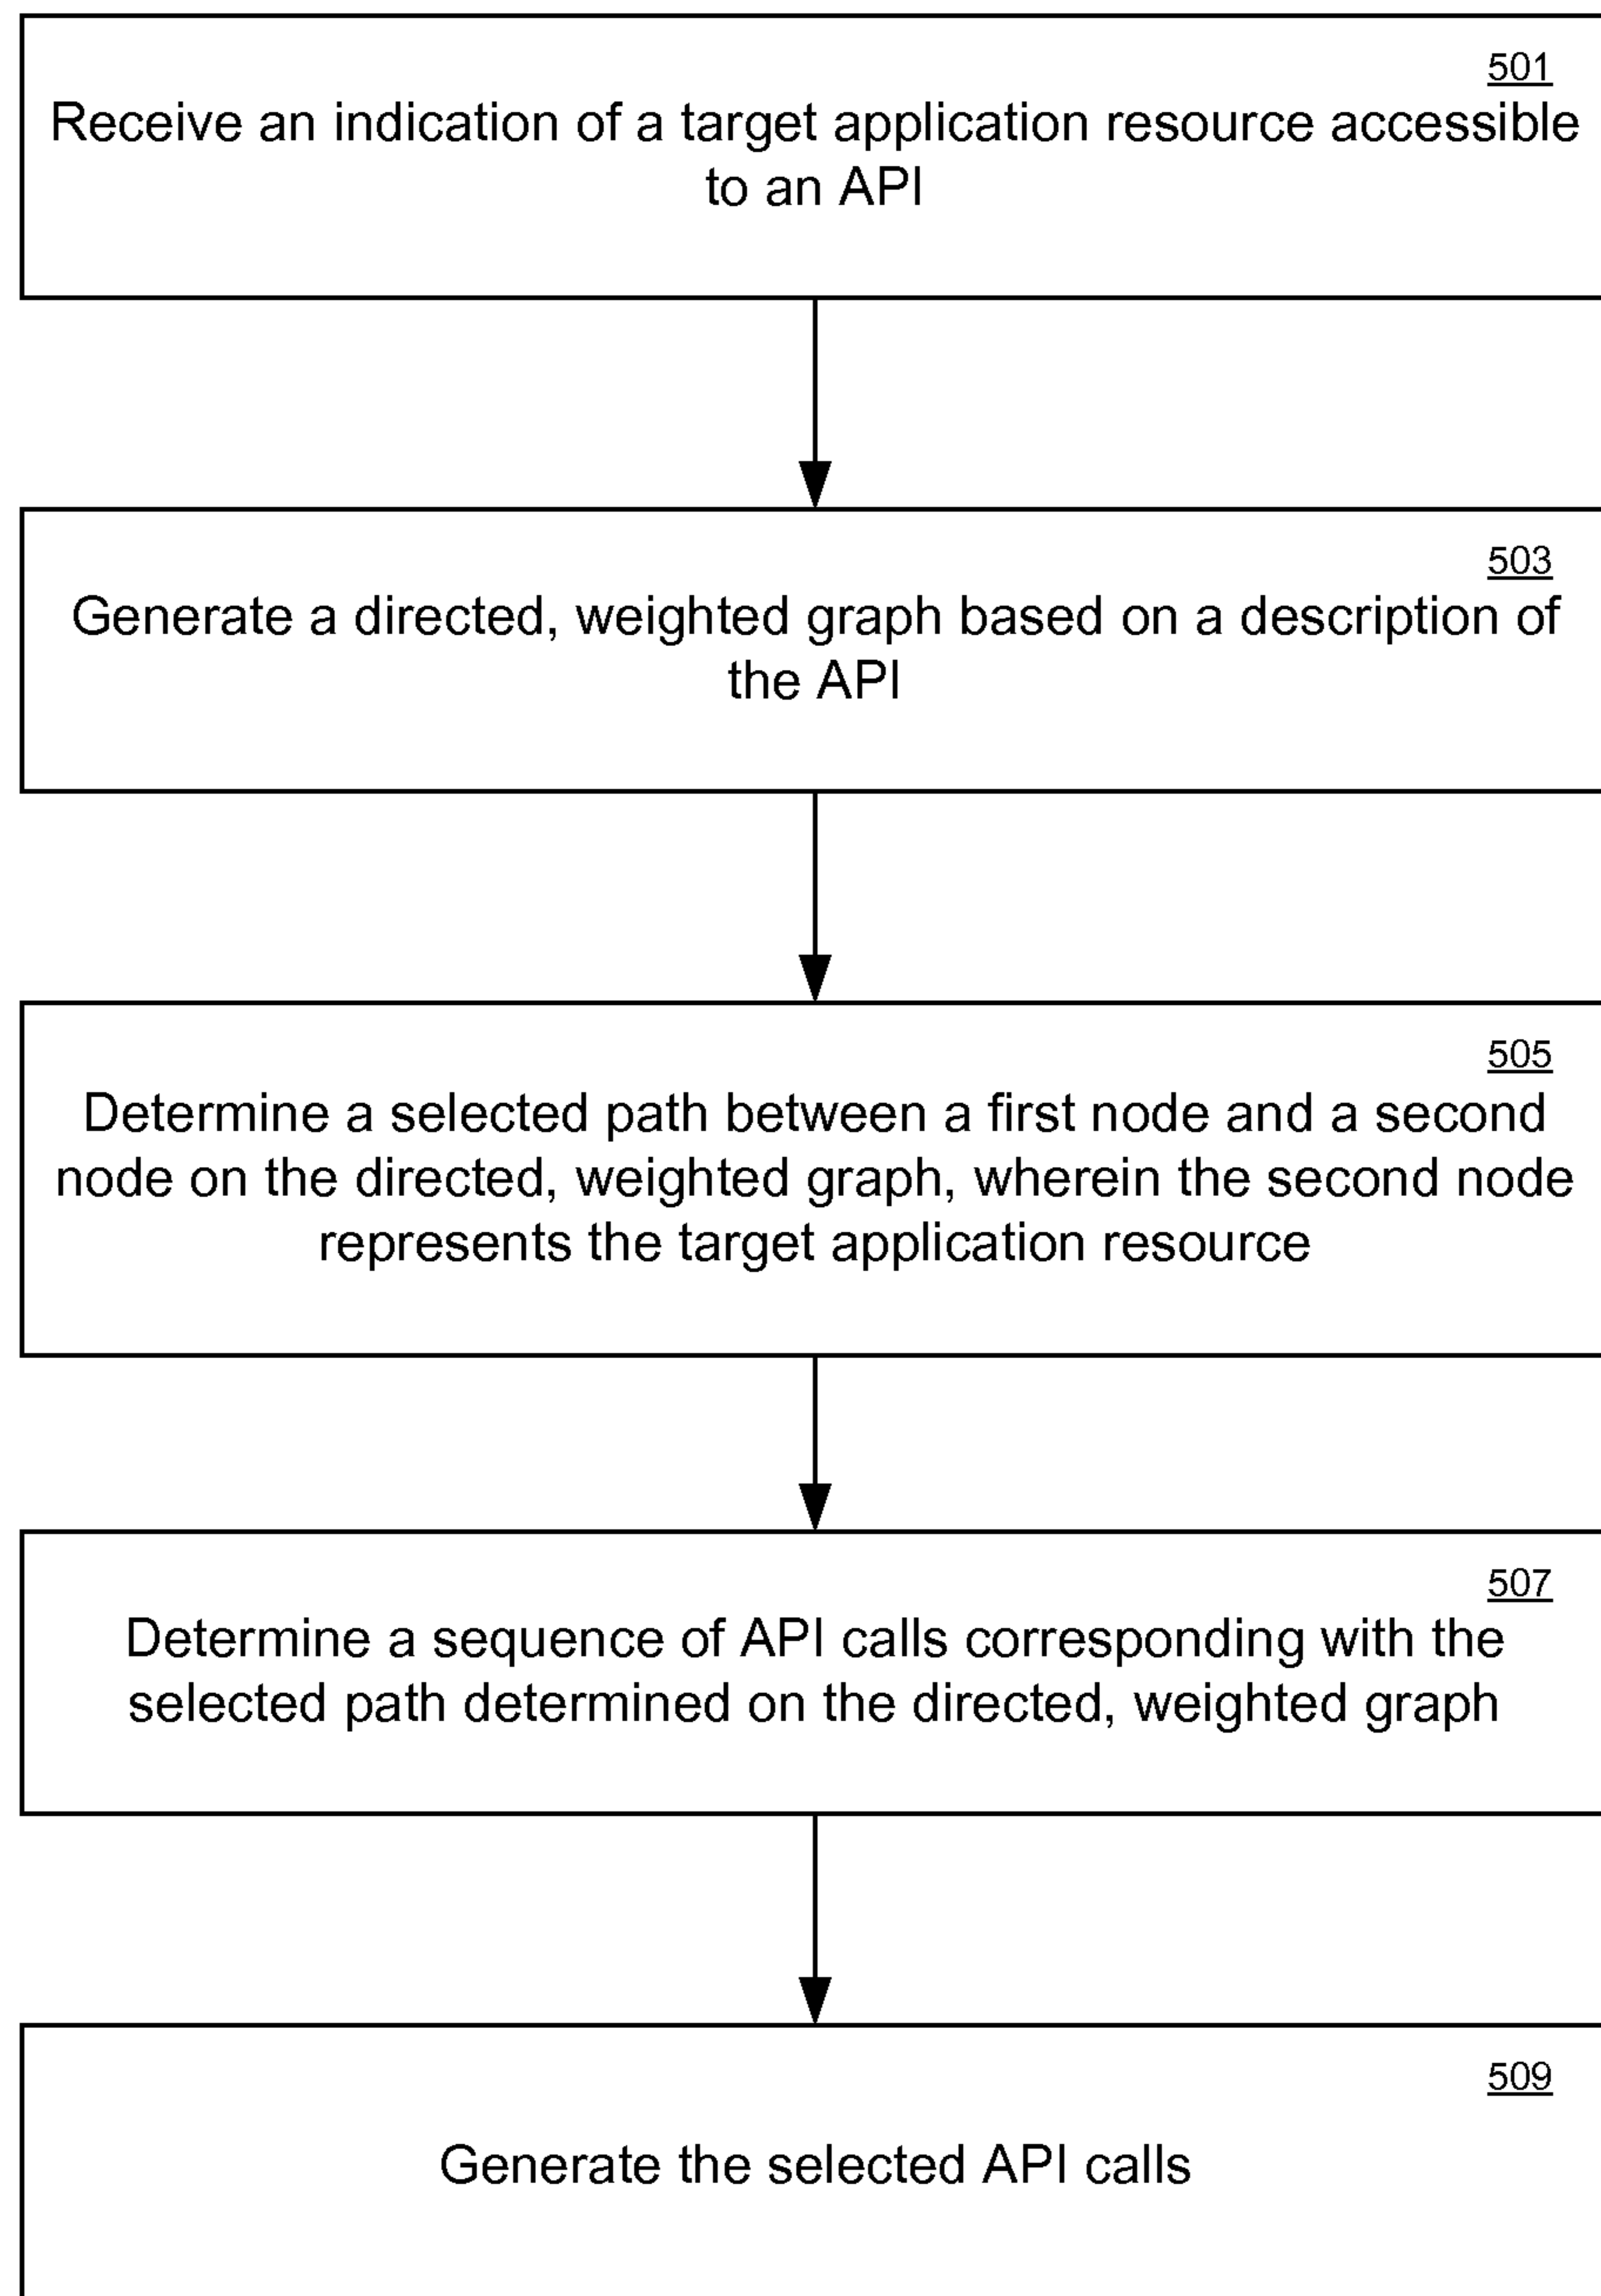 501
Receive an indication of a target application resource accessible
to an API
503
Generate a directed, weighted graph based on a description of
the API
505
Determine a selected path between a first node and a second
node on the directed, weighted graph, wherein the second node
represents the target application resource
507
Determine a sequence of API calls corresponding with the
selected path determined on the directed, weighted graph
509
Generate the selected API calls